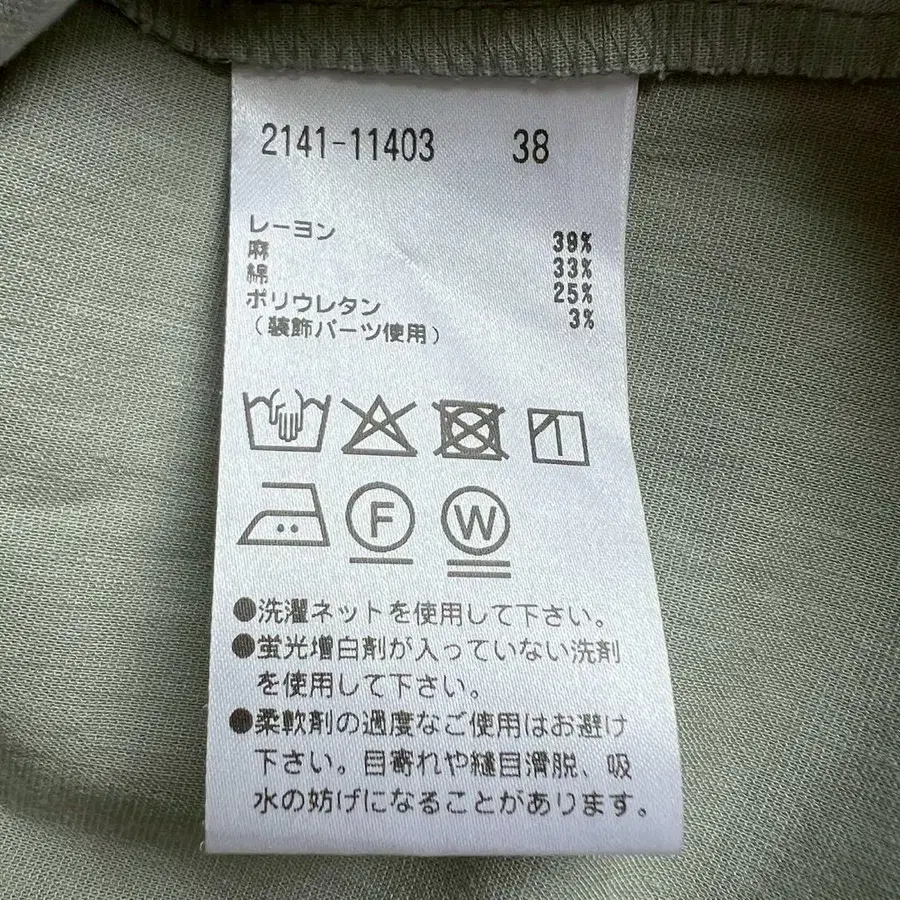 2141-11403 38
レーヨン 39%
麻 33%
綿 25%
ポリウレタン 3%
(装飾パーツ使用)
F W
●洗濯ネットを使用して下さい。
●蛍光増白剤が入っていない洗剤
を使用して下さい。
●柔軟剤の過度なご使用はお避け
下さい。目寄れや縫目滑脱、吸
水の妨げになることがあります。